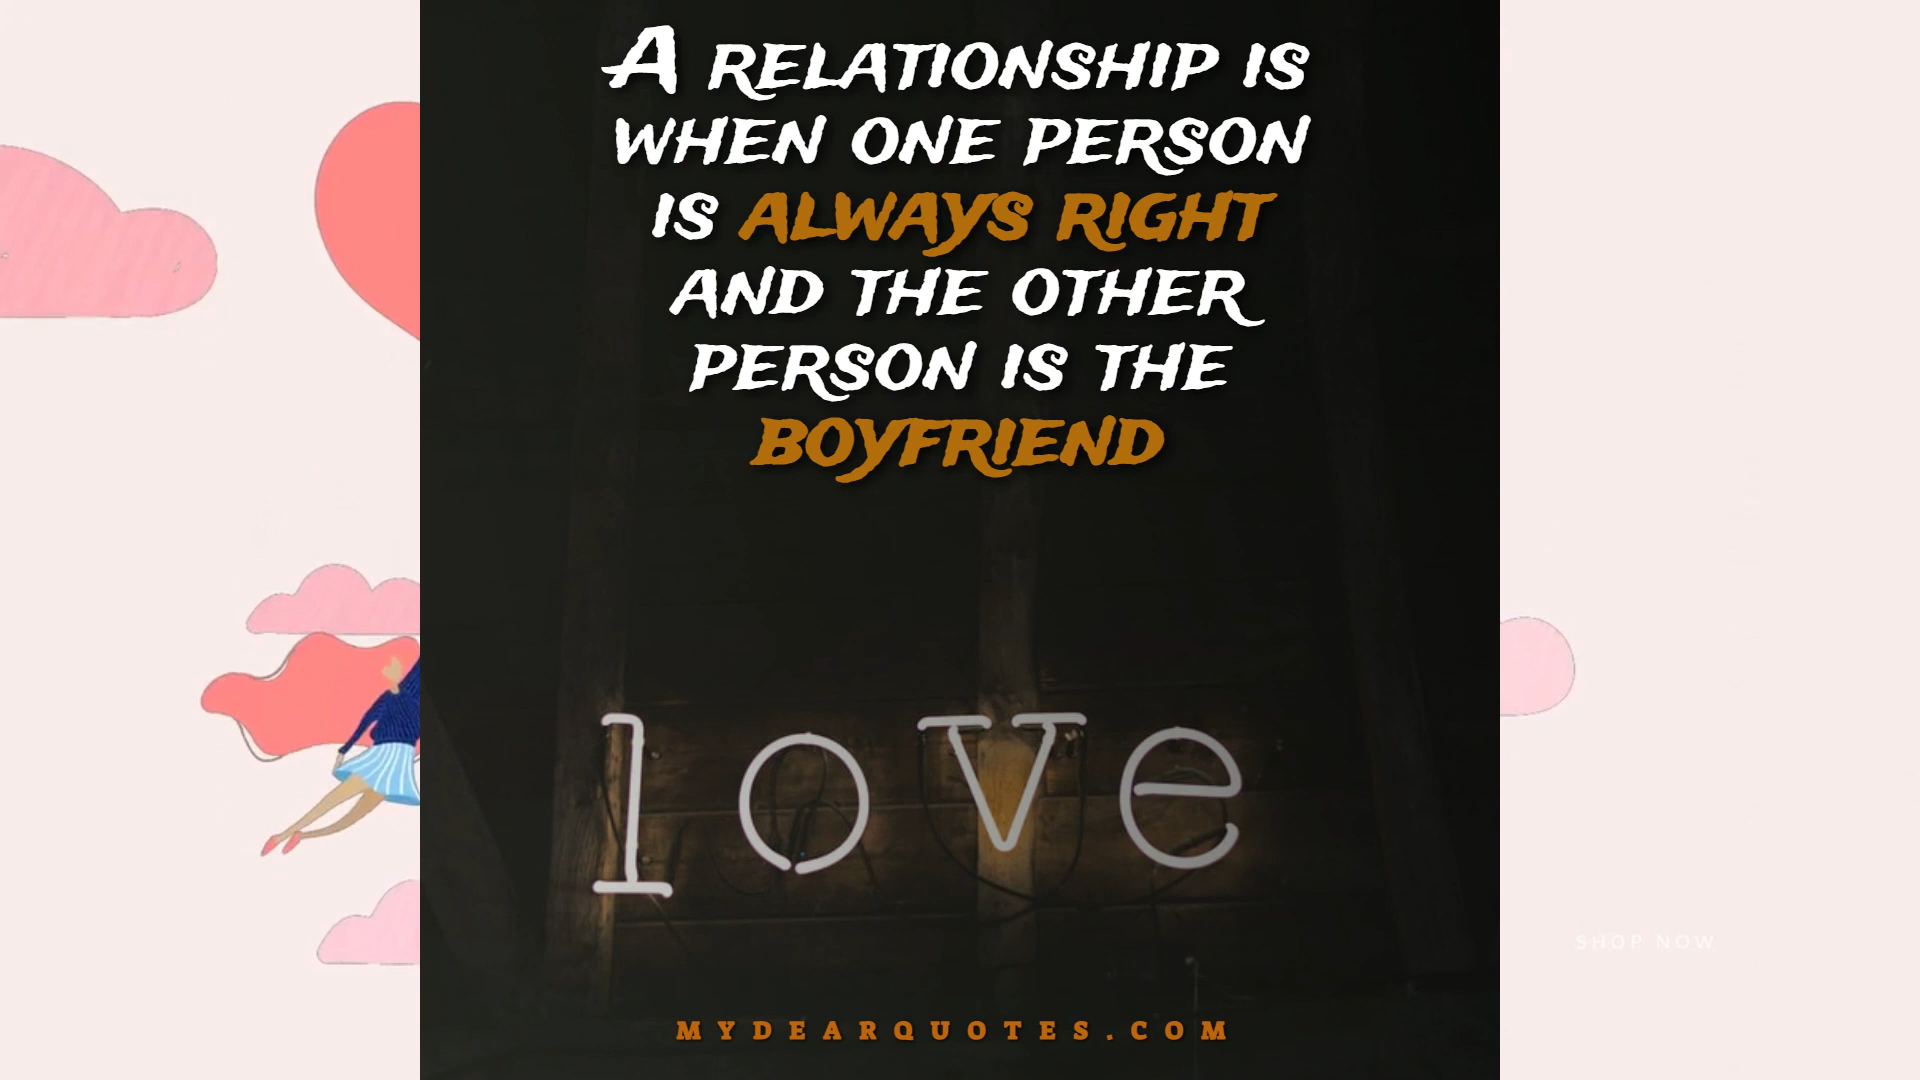 A RELATIONSHIP IS
WHEN ONE PERSON
IS ALWAYS RIGHT
AND THE OTHER
PERSON IS THE
BOYFRIEND
love
SHOP NOW
MYDEARQUOTES.COM